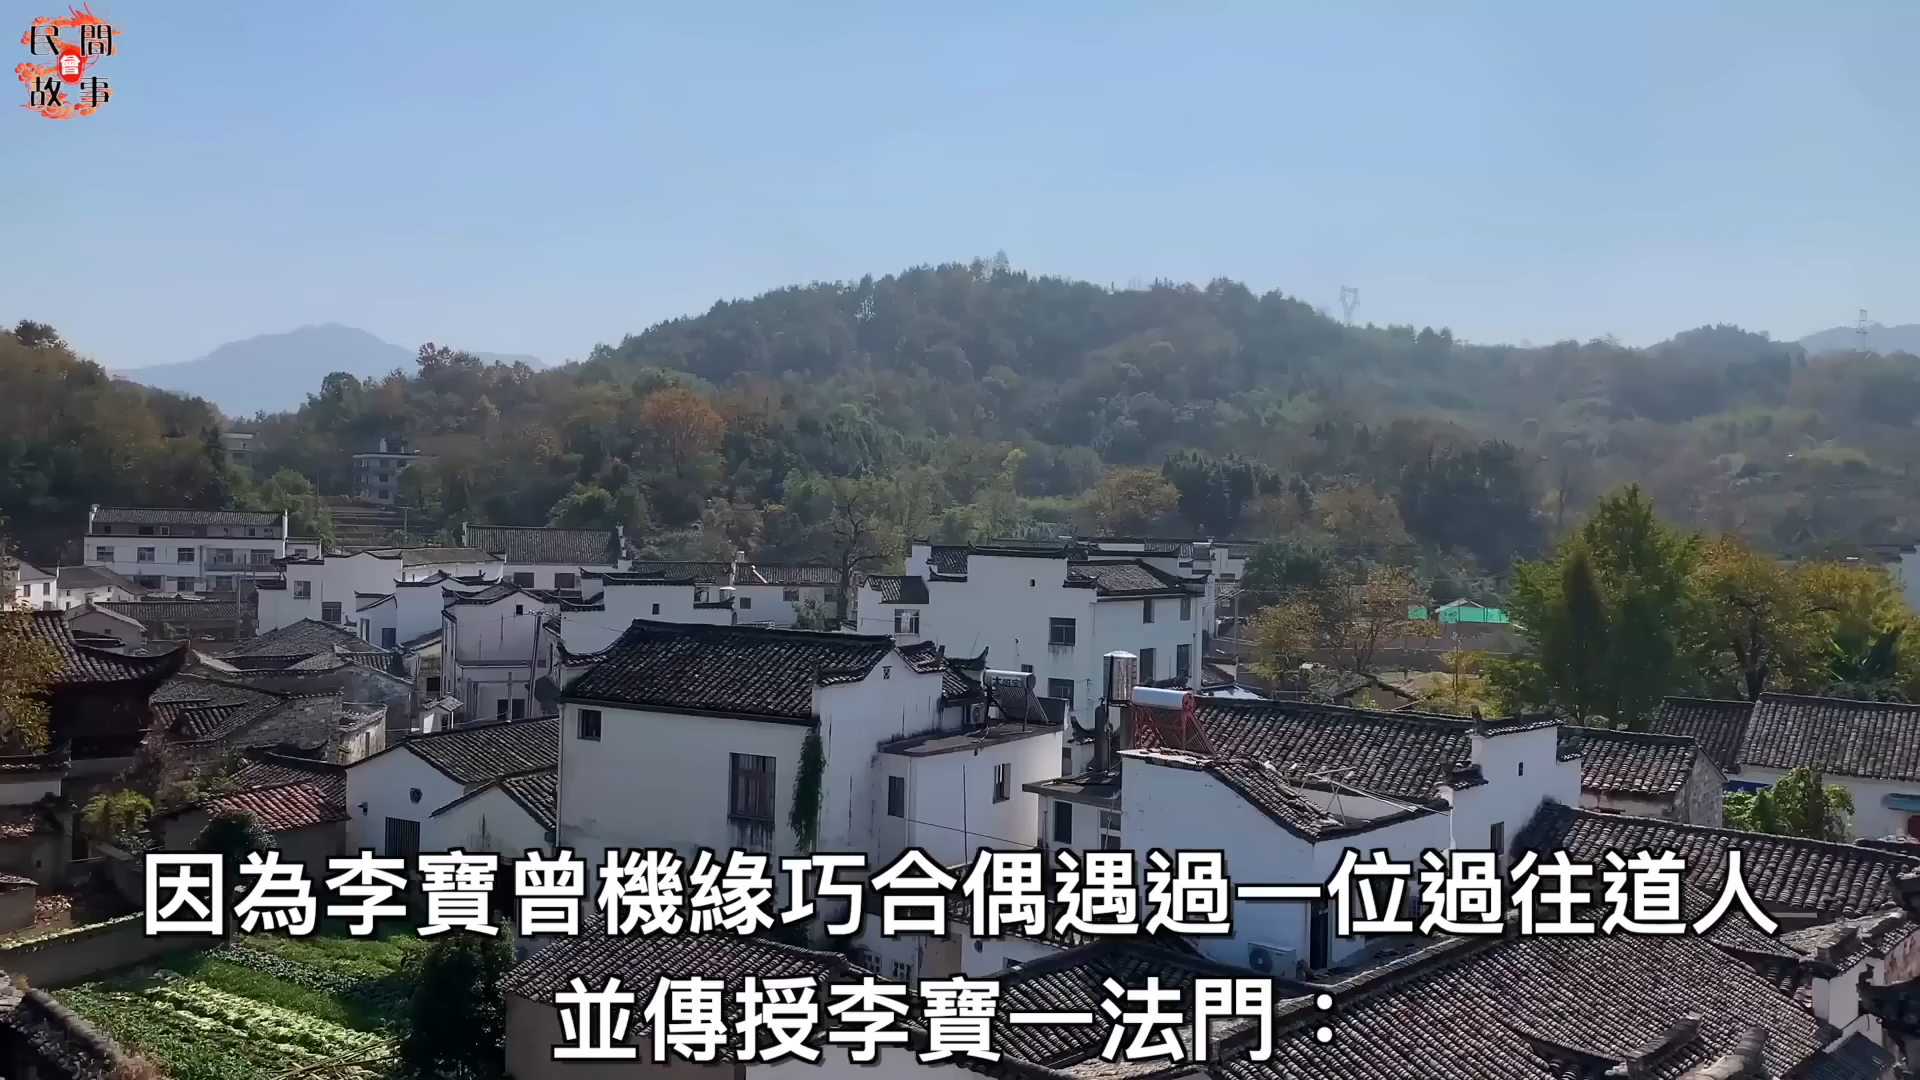 民間
會
故事
因為李寶曾機緣巧合偶遇過一位過往道人
並傳授李寶一法門：